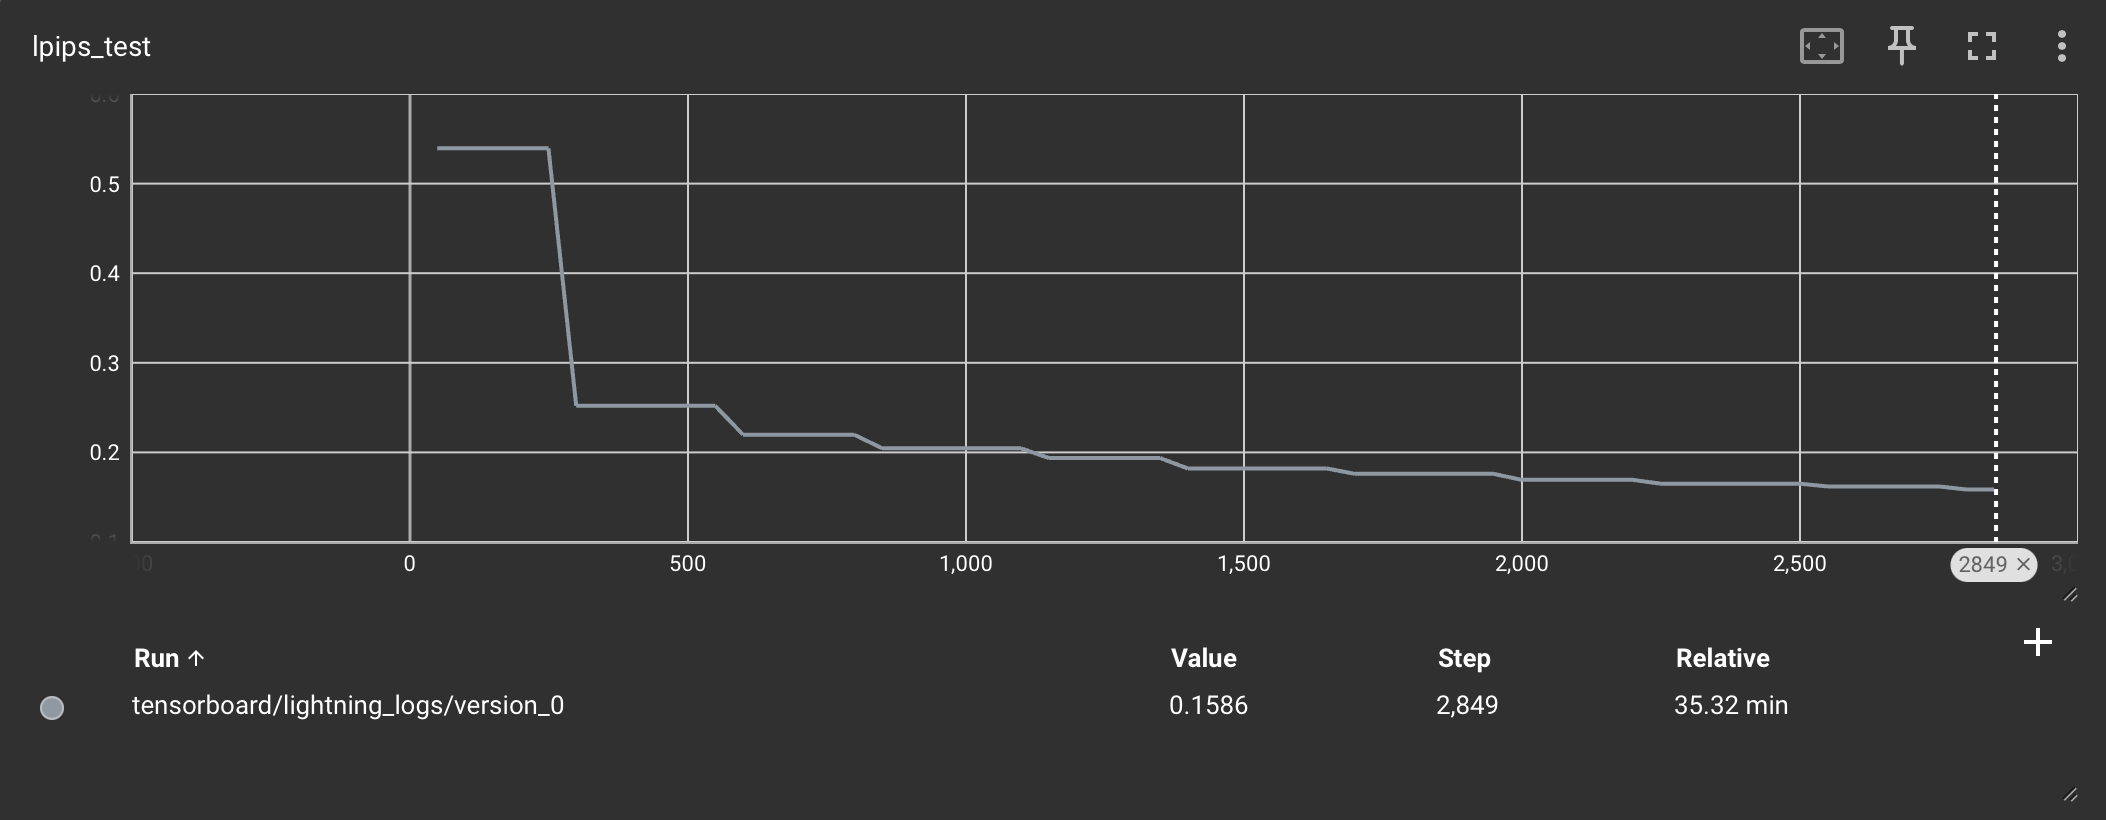 lpips_test
0.5
0.4
0.3
0.2
0 500 1,000 1,500 2,000 2,500 2849 ×
Run ↑ Value Step Relative
tensorboard/lightning_logs/version_0 0.1586 2,849 35.32 min